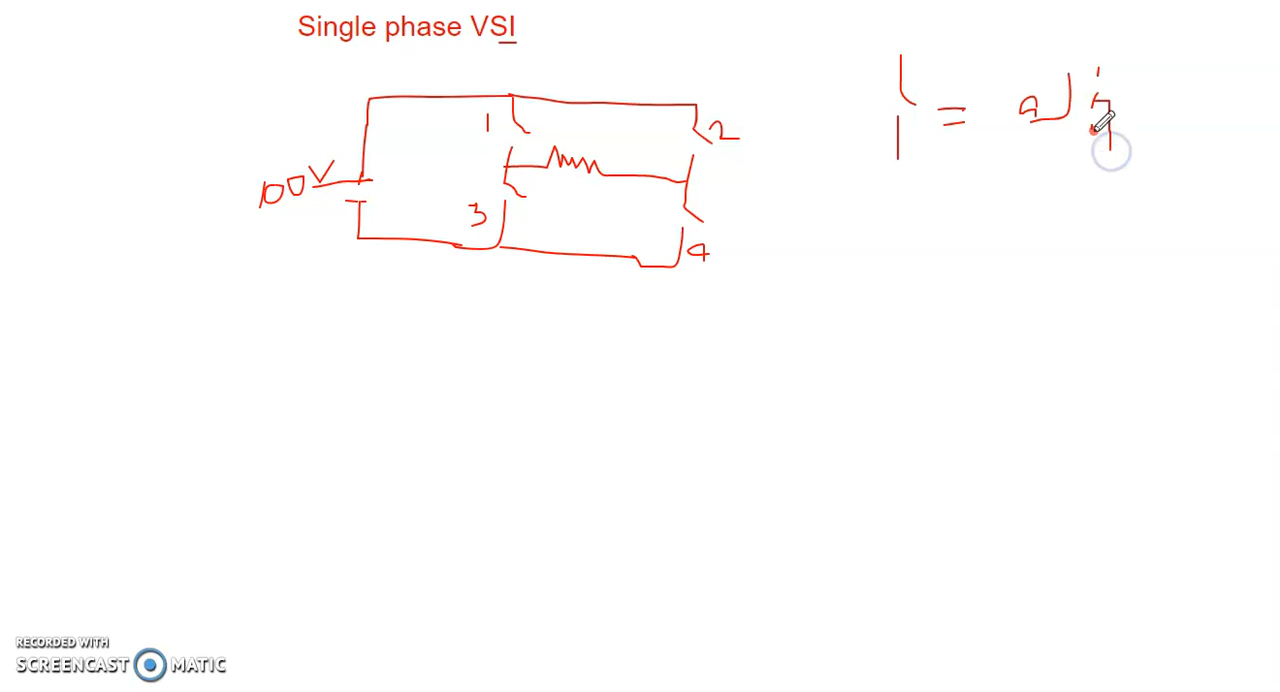 Single phase VSI
1
2
100V
3
4
=
RECORDED WITH
SCREENCAST MATIC